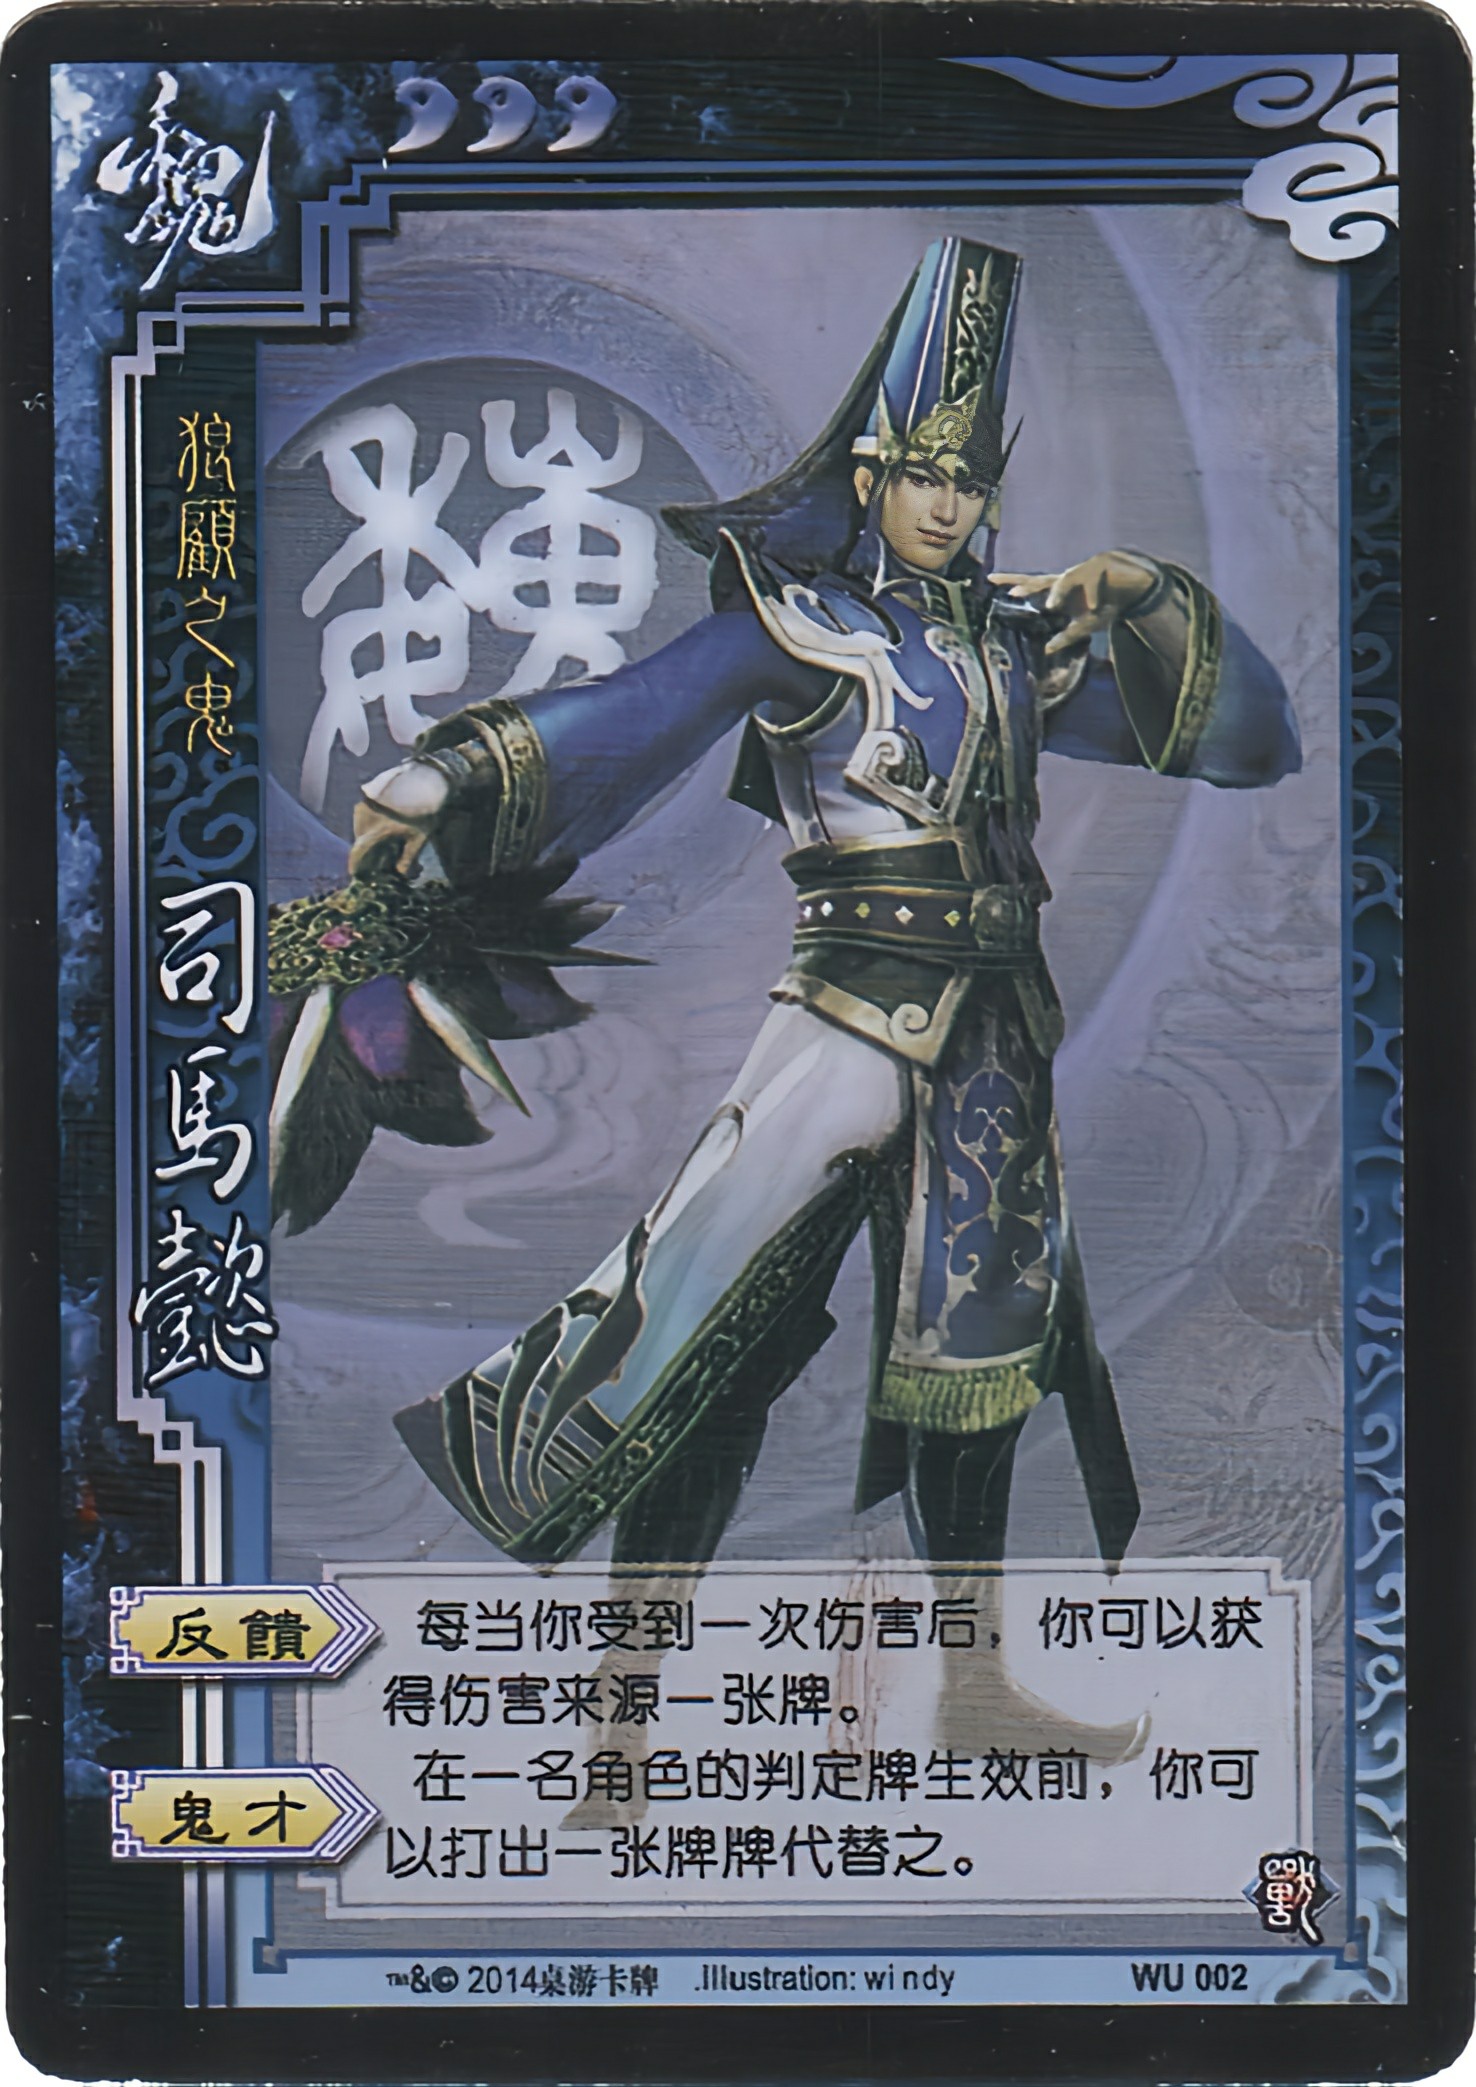 魏
狼顧之鬼
司馬懿
反饋
每当你受到一次伤害后，你可以获
得伤害来源一张牌。
鬼才
在一名角色的判定牌生效前，你可
以打出一张牌牌代替之。
™&© 2014桌游卡牌 .Illustration: windy WU 002